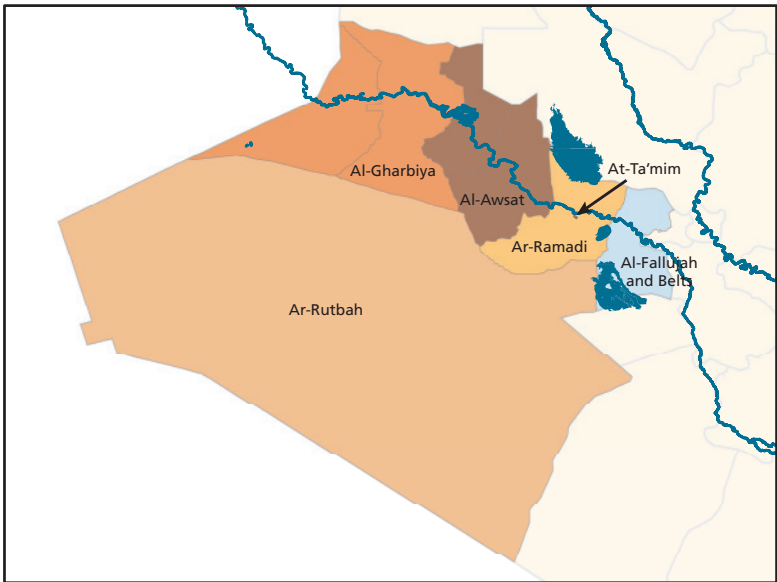 At-Ta‘mim
Al-Gharbiya
Al-Awsat
Ar-Ramadi
Al-Fallujah
and Belts
Ar-Rutbah